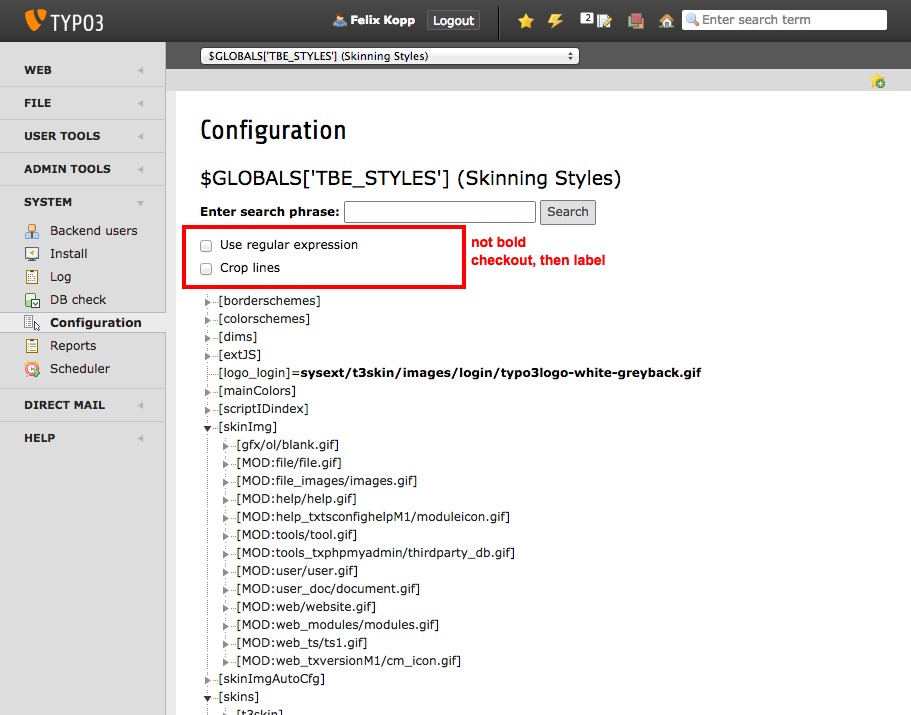 TYPO3
Felix Kopp
Logout
2
Enter search term
$GLOBALS['TBE_STYLES'] (Skinning Styles)
WEB
FILE
USER TOOLS
ADMIN TOOLS
SYSTEM
Backend users
Install
Log
DB check
Configuration
Reports
Scheduler
DIRECT MAIL
HELP
Configuration
$GLOBALS['TBE_STYLES'] (Skinning Styles)
Enter search phrase:
Search
Use regular expression
Crop lines
not bold
checkout, then label
[borderschemes]
[colorschemes]
[dims]
[extJS]
[logo_login]=sysext/t3skin/images/login/typo3logo-white-greyback.gif
[mainColors]
[scriptIDindex]
[skinImg]
[gfx/ol/blank.gif]
[MOD:file/file.gif]
[MOD:file_images/images.gif]
[MOD:help/help.gif]
[MOD:help_txtsconfighelpM1/moduleicon.gif]
[MOD:tools/tool.gif]
[MOD:tools_txphpmyadmin/thirdparty_db.gif]
[MOD:user/user.gif]
[MOD:user_doc/document.gif]
[MOD:web/website.gif]
[MOD:web_modules/modules.gif]
[MOD:web_ts/ts1.gif]
[MOD:web_txversionM1/cm_icon.gif]
[skinImgAutoCfg]
[skins]
[t3skin]